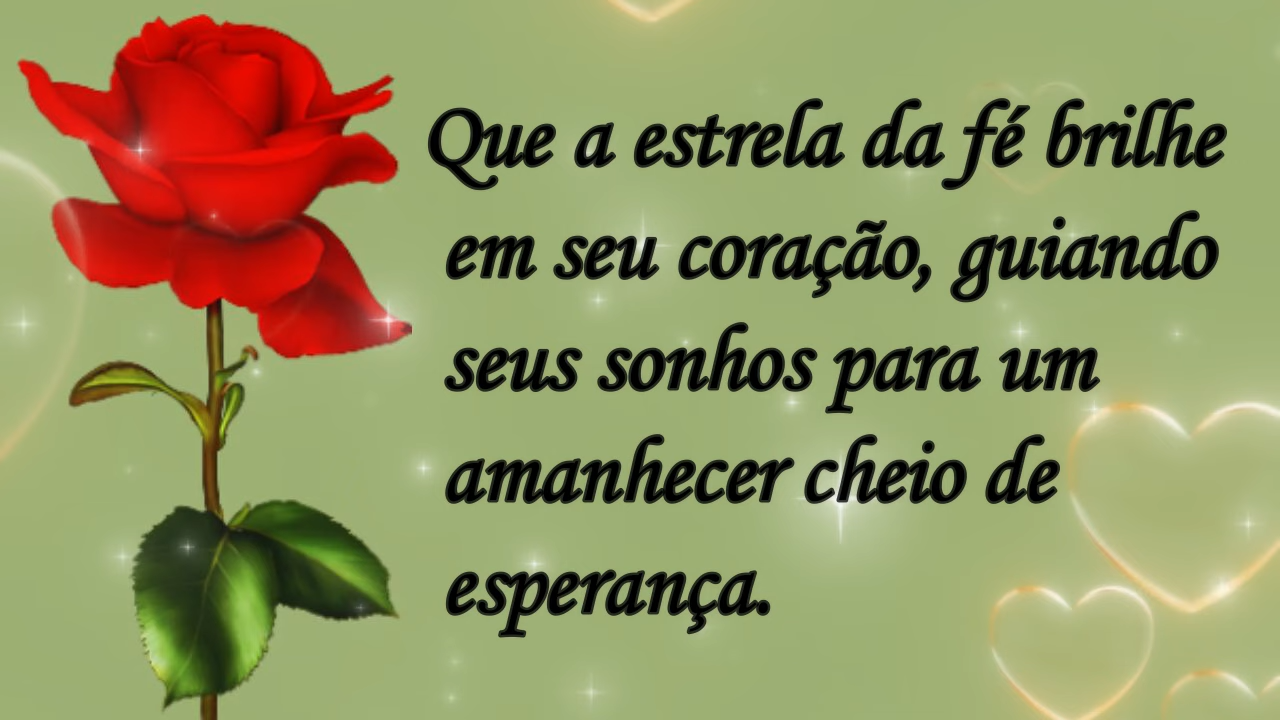 Que a estrela da fé brilhe
em seu coração, guiando
seus sonhos para um
amanhecer cheio de
esperança.